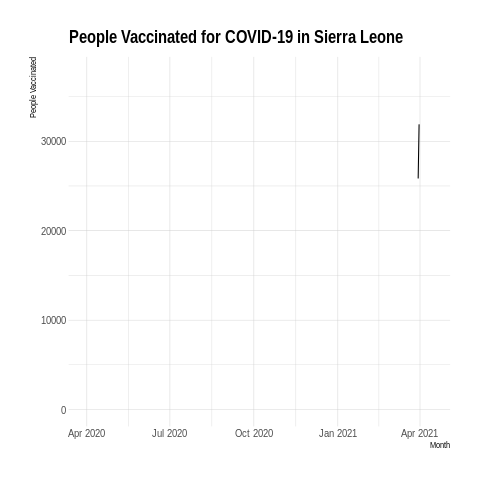 People Vaccinated for COVID-19 in Sierra Leone
People Vaccinated
30000
20000
10000
0
Apr 2020 Jul 2020 Oct 2020 Jan 2021 Apr 2021
Month